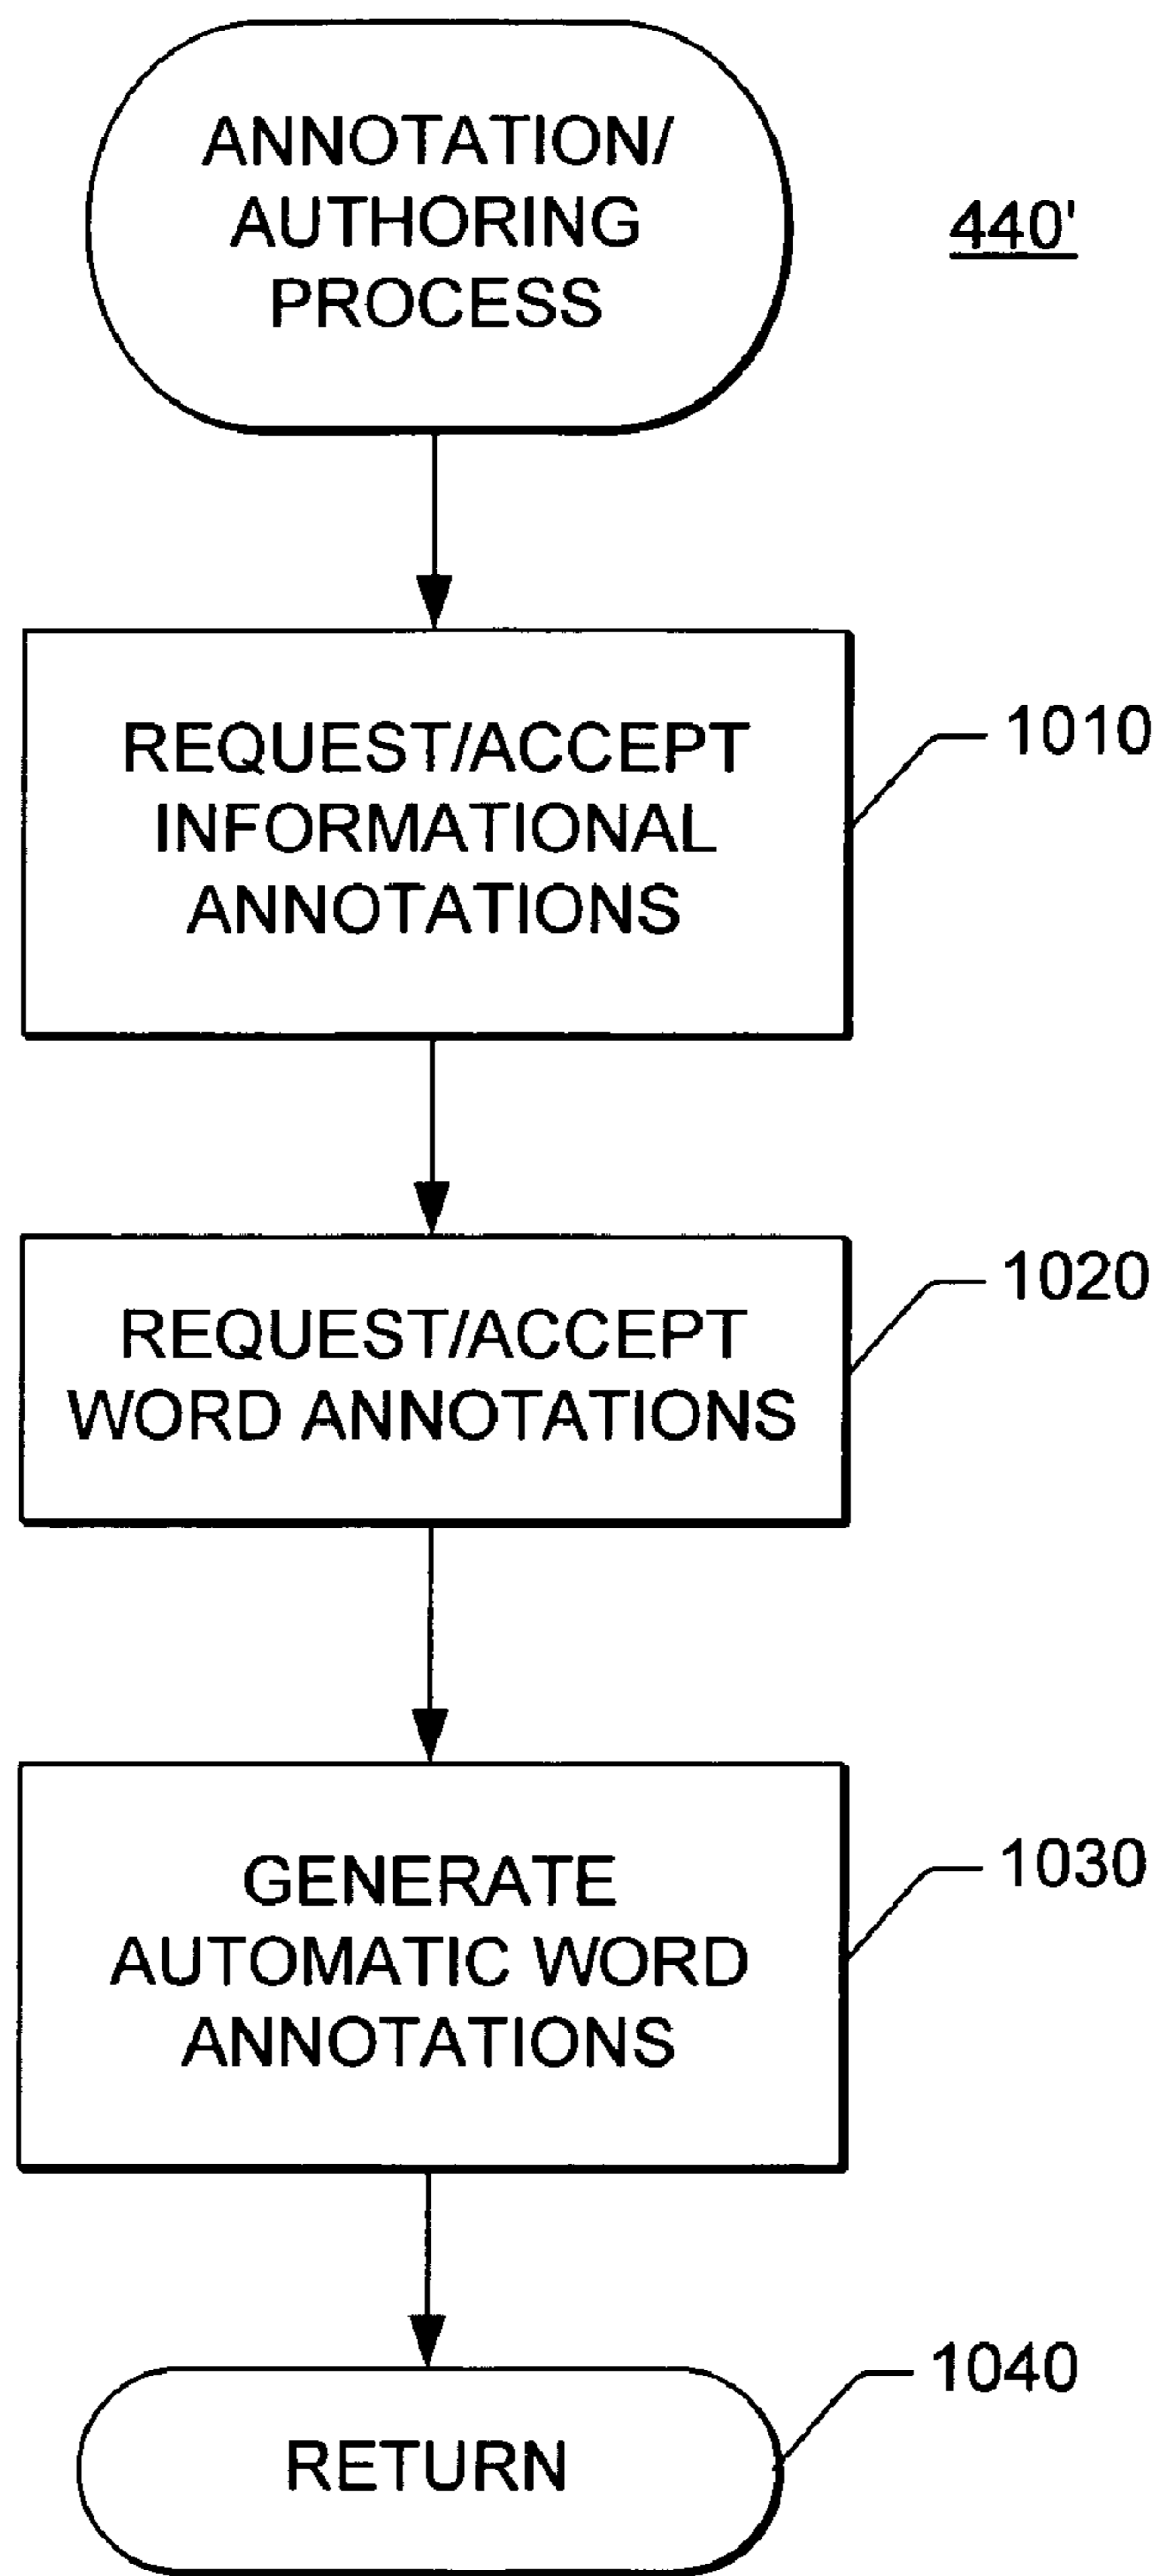 ANNOTATION/
AUTHORING
PROCESS
440'
REQUEST/ACCEPT
INFORMATIONAL
ANNOTATIONS
1010
REQUEST/ACCEPT
WORD ANNOTATIONS
1020
GENERATE
AUTOMATIC WORD
ANNOTATIONS
1030
RETURN
1040